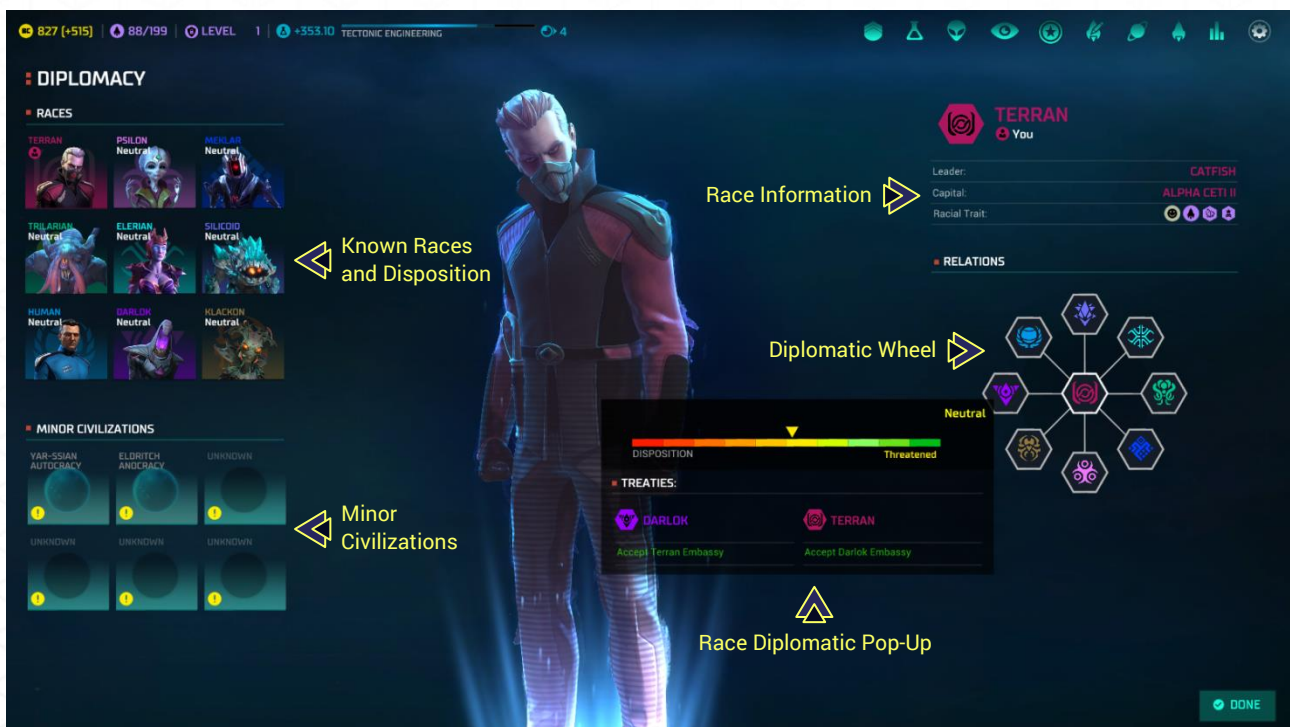 827 (+515) 88/199 LEVEL 1 +353.10 TECTONIC ENGINEERING 4
DIPLOMACY
RACES
TERRAN
PSILON
Neutral
MEKLAR
Neutral
TRILARIAN
Neutral
ELERIAN
Neutral
SILICOID
Neutral
HUMAN
Neutral
DARLOK
Neutral
KLACKON
Neutral
Known Races
and Disposition
MINOR CIVILIZATIONS
YAR-SSIAN
AUTOCRACY
ELDRITCH
ANOCRACY
UNKNOWN
UNKNOWN
UNKNOWN
UNKNOWN
Minor
Civilizations
TERRAN
You
Leader: CATFISH
Capital: ALPHA CETI II
Racial Trait:
Race Information
RELATIONS
Diplomatic Wheel
Neutral
DISPOSITION
Threatened
TREATIES:
DARLOK
TERRAN
Accept Terran Embassy
Accept Darlok Embassy
Race Diplomatic Pop-Up
DONE